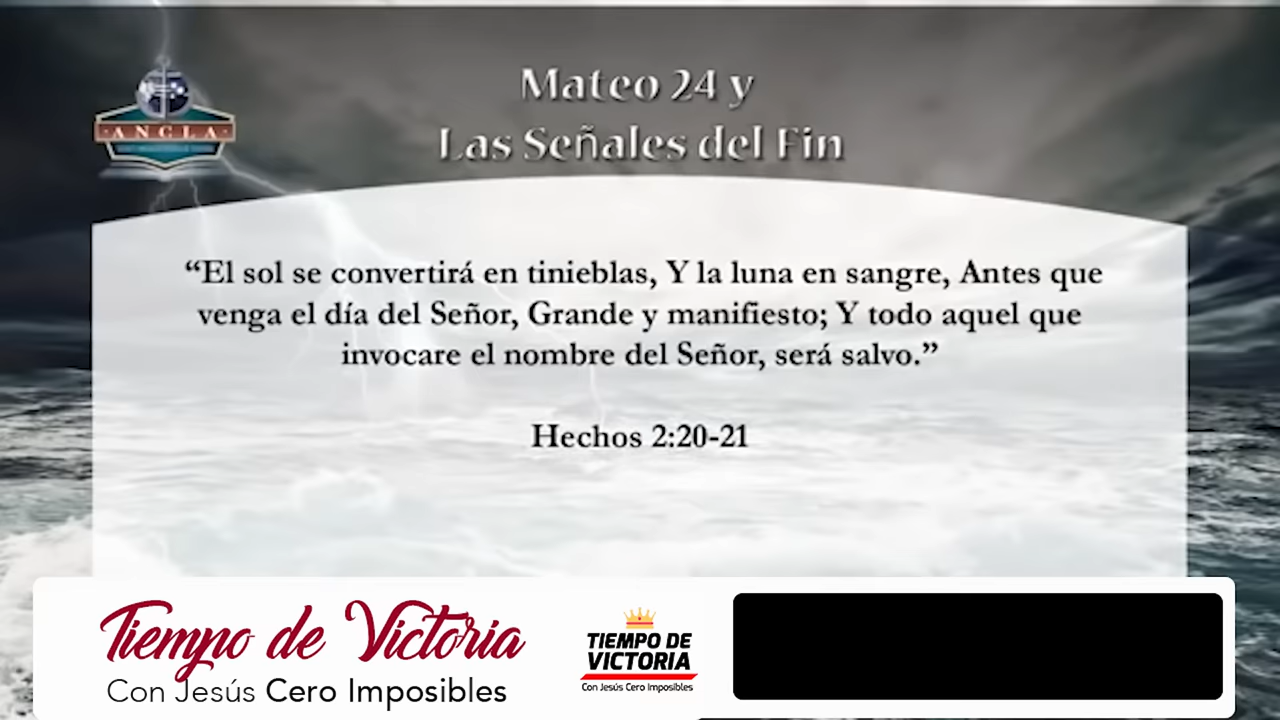 Mateo 24 y
Las Señales del Fin
ANCLA
“El sol se convertirá en tinieblas, Y la luna en sangre, Antes que
venga el día del Señor, Grande y manifiesto; Y todo aquel que
invocare el nombre del Señor, será salvo.”
Hechos 2:20-21
Tiempo de Victoria
Con Jesús Cero Imposibles
TIEMPO DE
VICTORIA
Con Jesús Cero Imposibles